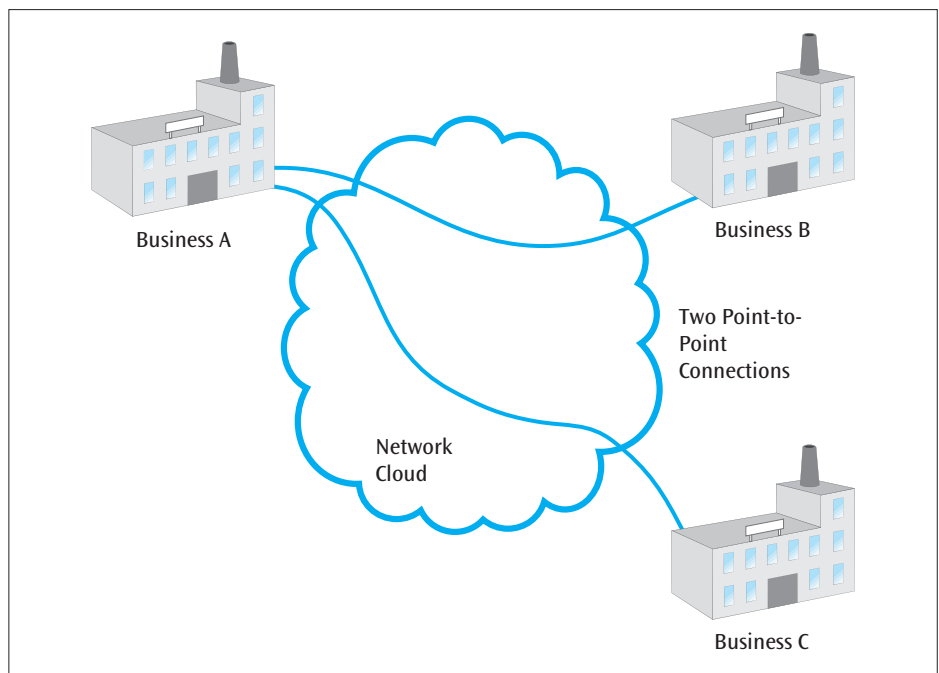 Business A
Business B
Two Point-to-
Point
Connections
Network
Cloud
Business C